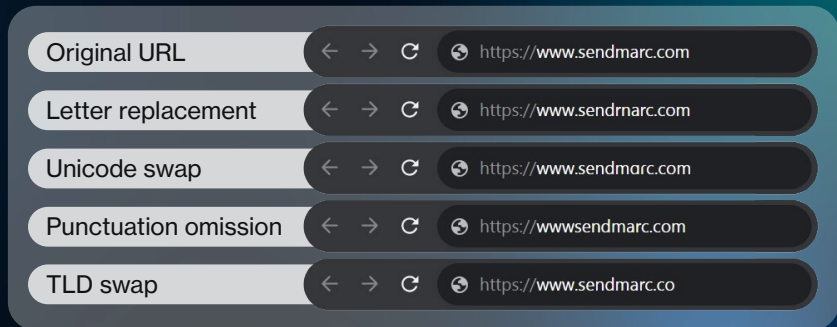 Original URL https://www.sendmarc.com
Letter replacement https://www.sendrnarc.com
Unicode swap https://www.sendmɑrc.com
Punctuation omission https://wwwsendmarc.com
TLD swap https://www.sendmarc.co